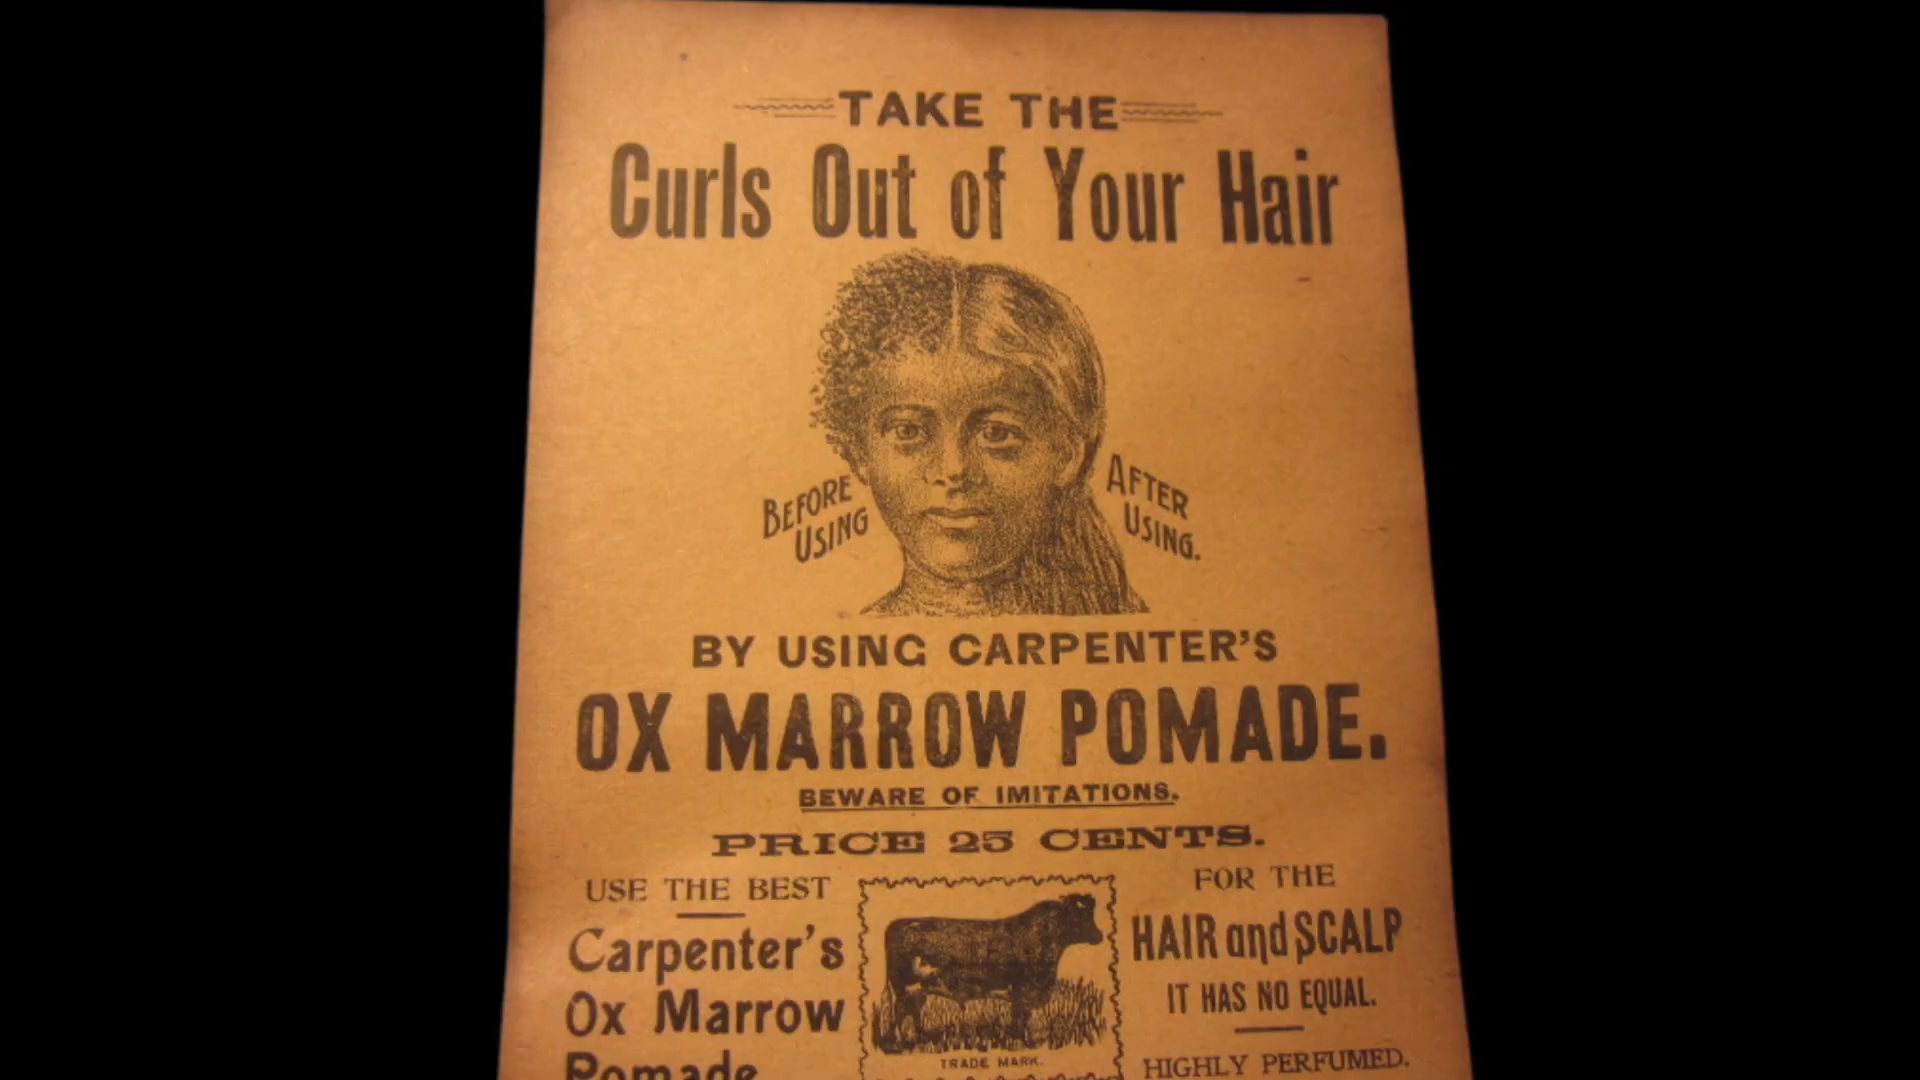 TAKE THE
Curls Out of Your Hair
BEFORE USING
AFTER USING.
BY USING CARPENTER'S
OX MARROW POMADE.
BEWARE OF IMITATIONS.
PRICE 25 CENTS.
USE THE BEST
Carpenter's
Ox Marrow
Pomade
TRADE MARK.
FOR THE
HAIR and SCALP
IT HAS NO EQUAL.
HIGHLY PERFUMED.